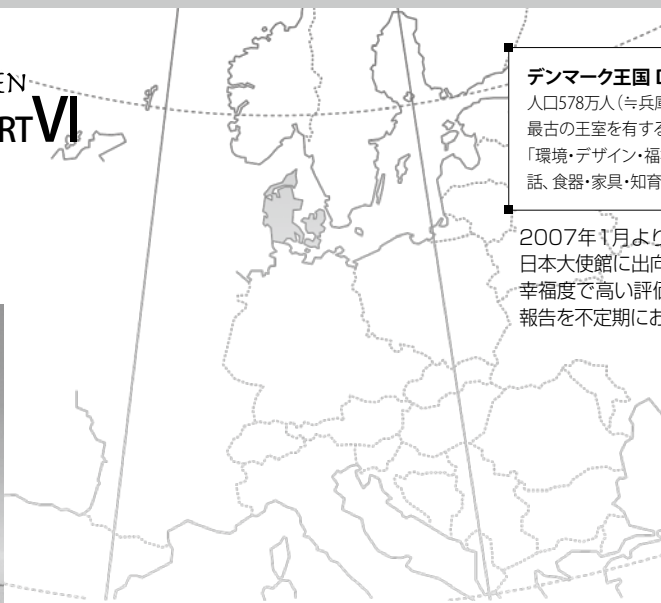 EN
RT VI
デンマーク王国 D
人口578万人(≒兵庫
最古の王室を有する
「環境・デザイン・福
話、食器・家具・知育
2007年1月より
日本大使館に出向
幸福度で高い評価
報告を不定期にお